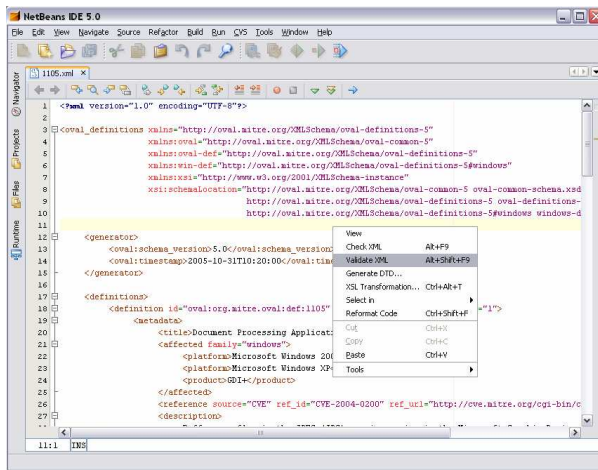 NetBeans IDE 5.0
File Edit View Navigate Source Refactor Build Run CVS Tools Window Help
1105.xml
Navigator
Projects
Files
Runtime
1 <?xml version="1.0" encoding="UTF-8"?>
2
3 <oval_definitions xmlns="http://oval.mitre.org/XMLSchema/oval-definitions-5"
4 xmlns:oval="http://oval.mitre.org/XMLSchema/oval-common-5"
5 xmlns:oval-def="http://oval.mitre.org/XMLSchema/oval-definitions-5"
6 xmlns:win-def="http://oval.mitre.org/XMLSchema/oval-definitions-5#windows"
7 xmlns:xsi="http://www.w3.org/2001/XMLSchema-instance"
8 xsi:schemaLocation="http://oval.mitre.org/XMLSchema/oval-common-5 oval-common-schema.xsd
9 http://oval.mitre.org/XMLSchema/oval-definitions-5 oval-definitions-
10 http://oval.mitre.org/XMLSchema/oval-definitions-5#windows windows-d
11
12 <generator>
13 <oval:schema_version>5.0</oval:schema_version>
14 <oval:timestamp>2005-10-31T10:20:00</oval:tim
15 </generator>
16
17 <definitions>
18 <definition id="oval:org.mitre.oval:def:1105" ="1">
19 <metadata>
20 <title>Document Processing Applicati
21 <affected family="windows">
22 <platform>Microsoft Windows 200
23 <platform>Microsoft Windows XP<
24 <product>GDI+</product>
25 </affected>
26 <reference source="CVE" ref_id="CVE-2004-0200" ref_url="http://cve.mitre.org/cgi-bin/c
27 <description>
View
Check XML Alt+F9
Validate XML Alt+Shift+F9
Generate DTD...
XSL Transformation... Ctrl+Alt+T
Select in
Reformat Code Ctrl+Shift+F
Cut Ctrl+X
Copy Ctrl+C
Paste Ctrl+V
Tools
11:1 INS